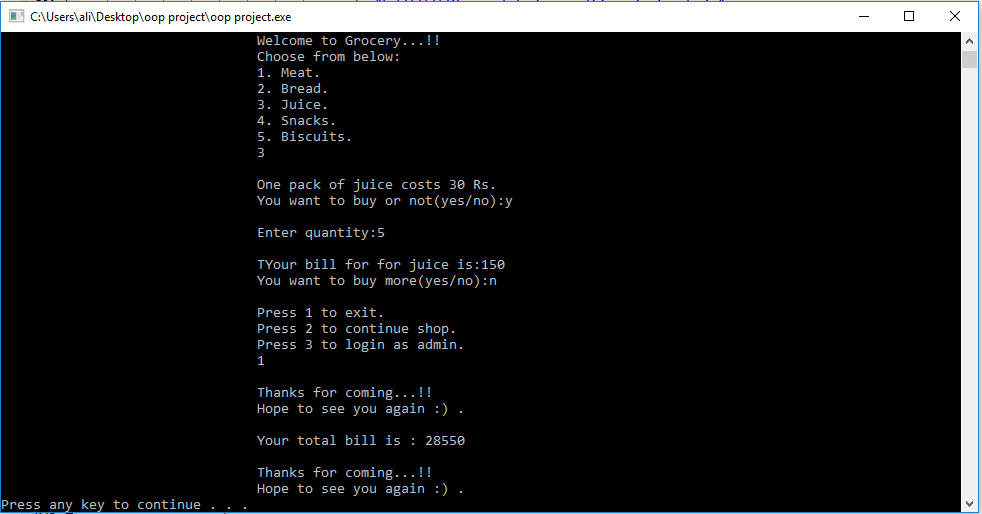 C:\Users\ali\Desktop\oop project\oop project.exe
Welcome to Grocery...!!
Choose from below:
1. Meat.
2. Bread.
3. Juice.
4. Snacks.
5. Biscuits.
3
One pack of juice costs 30 Rs.
You want to buy or not(yes/no):y
Enter quantity:5
TYour bill for for juice is:150
You want to buy more(yes/no):n
Press 1 to exit.
Press 2 to continue shop.
Press 3 to login as admin.
1
Thanks for coming...!!
Hope to see you again :) .
Your total bill is : 28550
Thanks for coming...!!
Hope to see you again :) .
Press any key to continue . . .